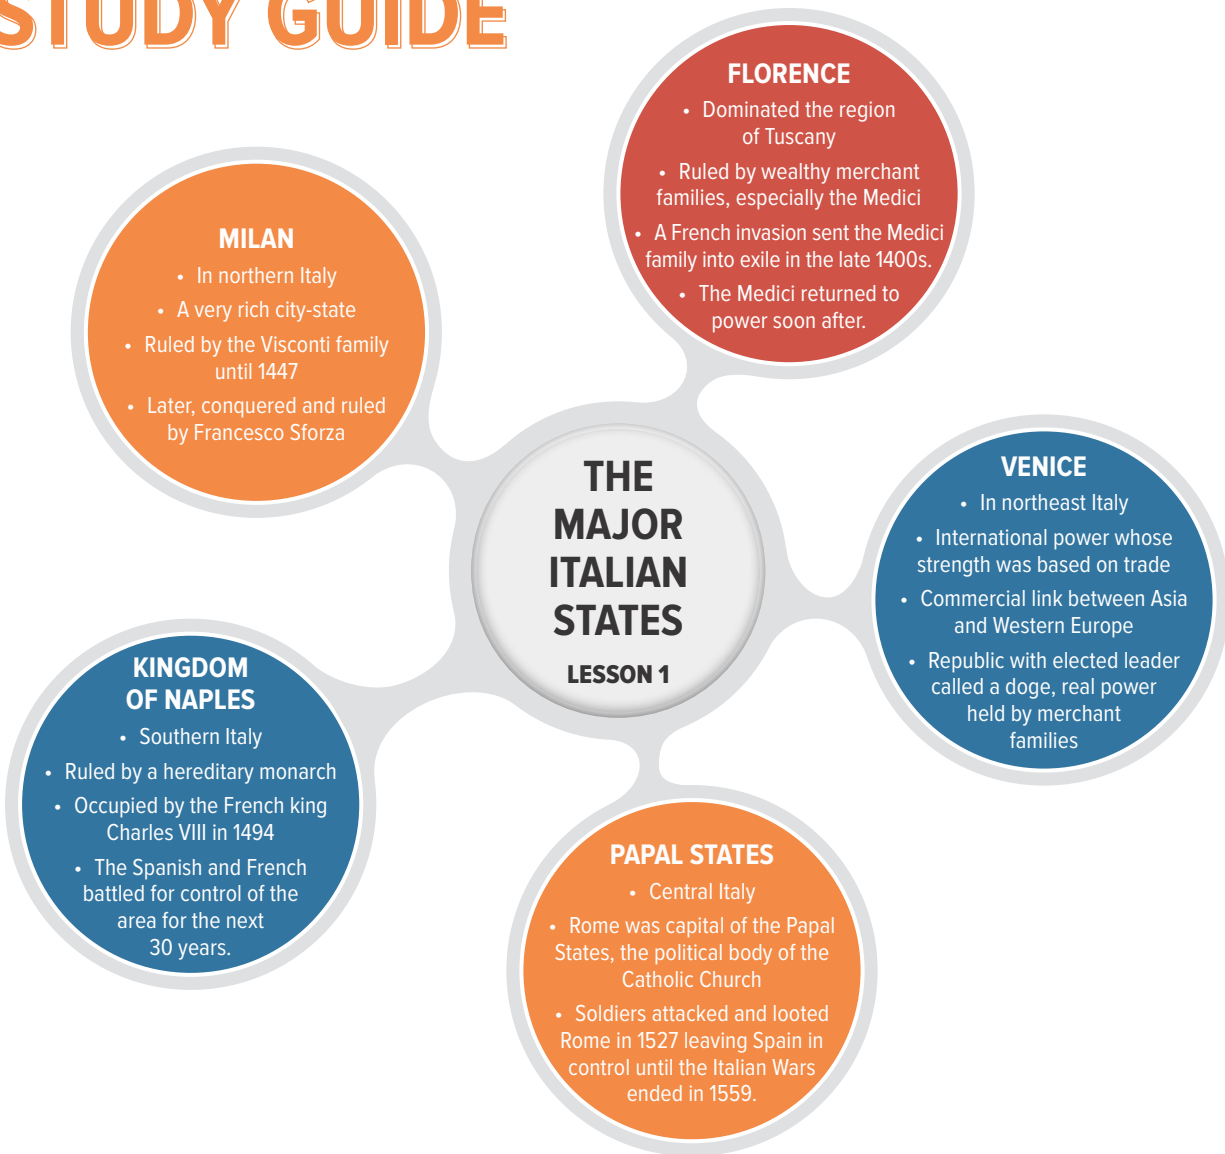 STUDY GUIDE
FLORENCE
• Dominated the region
of Tuscany
• Ruled by wealthy merchant
families, especially the Medici
• A French invasion sent the Medici
family into exile in the late 1400s.
• The Medici returned to
power soon after.
MILAN
• In northern Italy
• A very rich city-state
• Ruled by the Visconti family
until 1447
• Later, conquered and ruled
by Francesco Sforza
THE
MAJOR
ITALIAN
STATES
LESSON 1
VENICE
• In northeast Italy
• International power whose
strength was based on trade
• Commercial link between Asia
and Western Europe
• Republic with elected leader
called a doge, real power
held by merchant
families
KINGDOM
OF NAPLES
• Southern Italy
• Ruled by a hereditary monarch
• Occupied by the French king
Charles VIII in 1494
• The Spanish and French
battled for control of the
area for the next
30 years.
PAPAL STATES
• Central Italy
• Rome was capital of the Papal
States, the political body of the
Catholic Church
• Soldiers attacked and looted
Rome in 1527 leaving Spain in
control until the Italian Wars
ended in 1559.